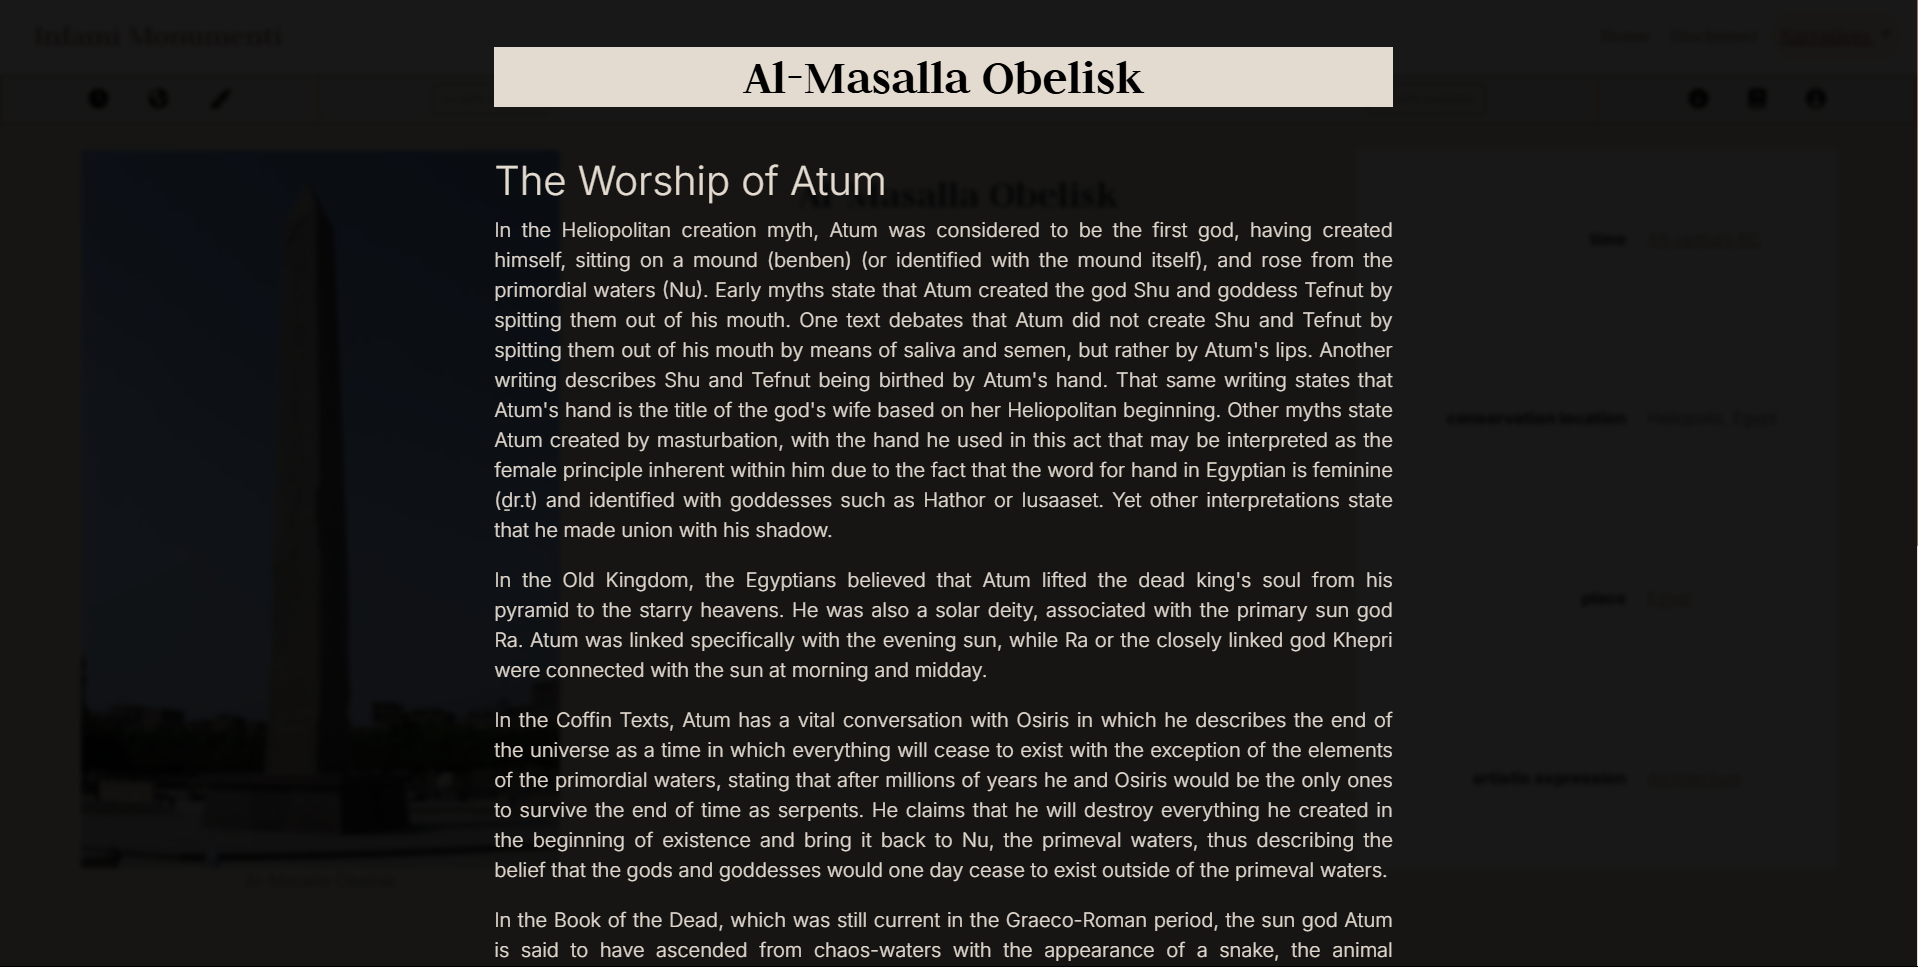 Infami Monumenti
Al-Masalla Obelisk
The Worship of Atum
Al-Masalla Obelisk
In the Heliopolitan creation myth, Atum was considered to be the first god, having created
himself, sitting on a mound (benben) (or identified with the mound itself), and rose from the
primordial waters (Nu). Early myths state that Atum created the god Shu and goddess Tefnut by
spitting them out of his mouth. One text debates that Atum did not create Shu and Tefnut by
spitting them out of his mouth by means of saliva and semen, but rather by Atum's lips. Another
writing describes Shu and Tefnut being birthed by Atum's hand. That same writing states that
Atum's hand is the title of the god's wife based on her Heliopolitan beginning. Other myths state
Atum created by masturbation, with the hand he used in this act that may be interpreted as the
female principle inherent within him due to the fact that the word for hand in Egyptian is feminine
(ḏr.t) and identified with goddesses such as Hathor or Iusaaset. Yet other interpretations state
that he made union with his shadow.
In the Old Kingdom, the Egyptians believed that Atum lifted the dead king's soul from his
pyramid to the starry heavens. He was also a solar deity, associated with the primary sun god
Ra. Atum was linked specifically with the evening sun, while Ra or the closely linked god Khepri
were connected with the sun at morning and midday.
In the Coffin Texts, Atum has a vital conversation with Osiris in which he describes the end of
the universe as a time in which everything will cease to exist with the exception of the elements
of the primordial waters, stating that after millions of years he and Osiris would be the only ones
to survive the end of time as serpents. He claims that he will destroy everything he created in
the beginning of existence and bring it back to Nu, the primeval waters, thus describing the
belief that the gods and goddesses would one day cease to exist outside of the primeval waters.
In the Book of the Dead, which was still current in the Graeco-Roman period, the sun god Atum
is said to have ascended from chaos-waters with the appearance of a snake, the animal
time
conservation location
place
artistic expression